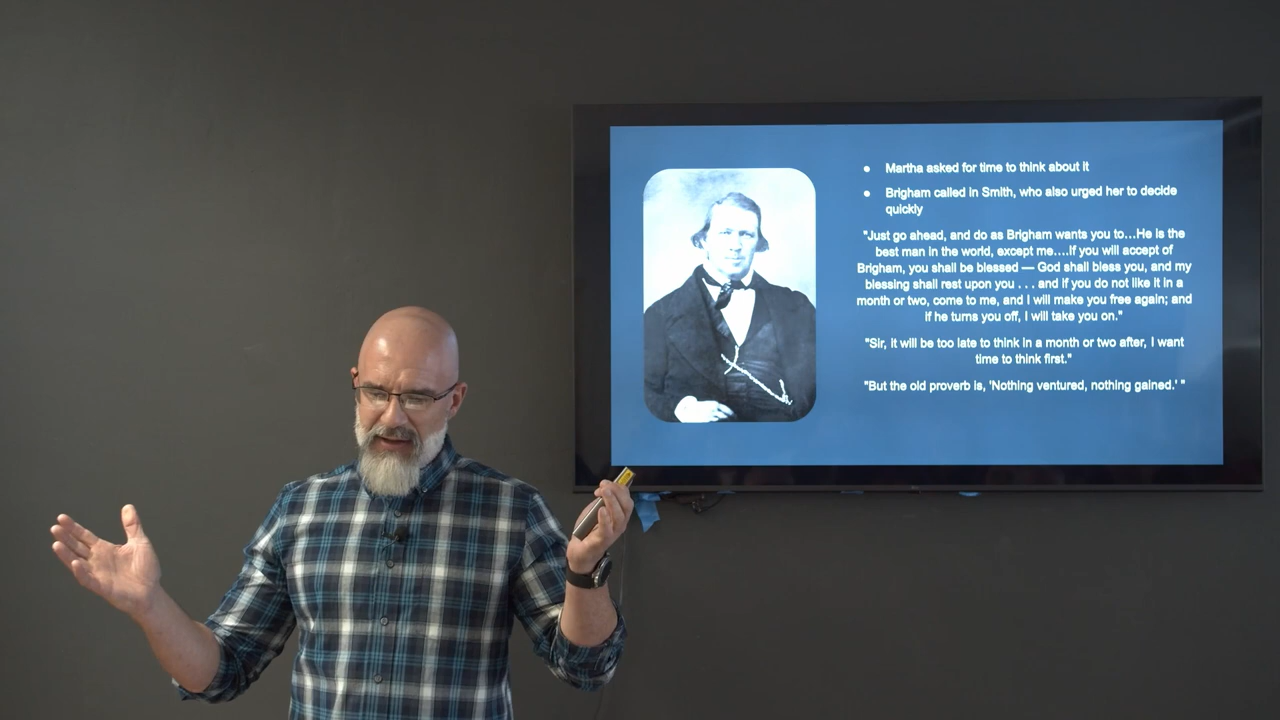 Martha asked for time to think about it
Brigham called in Smith, who also urged her to decide
quickly
"Just go ahead, and do as Brigham wants you to...He is the
best man in the world, except me....If you will accept of
Brigham, you shall be blessed — God shall bless you, and my
blessing shall rest upon you . . . and if you do not like it in a
month or two, come to me, and I will make you free again; and
if he turns you off, I will take you on."
"Sir, it will be too late to think in a month or two after, I want
time to think first."
"But the old proverb is, 'Nothing ventured, nothing gained.' "